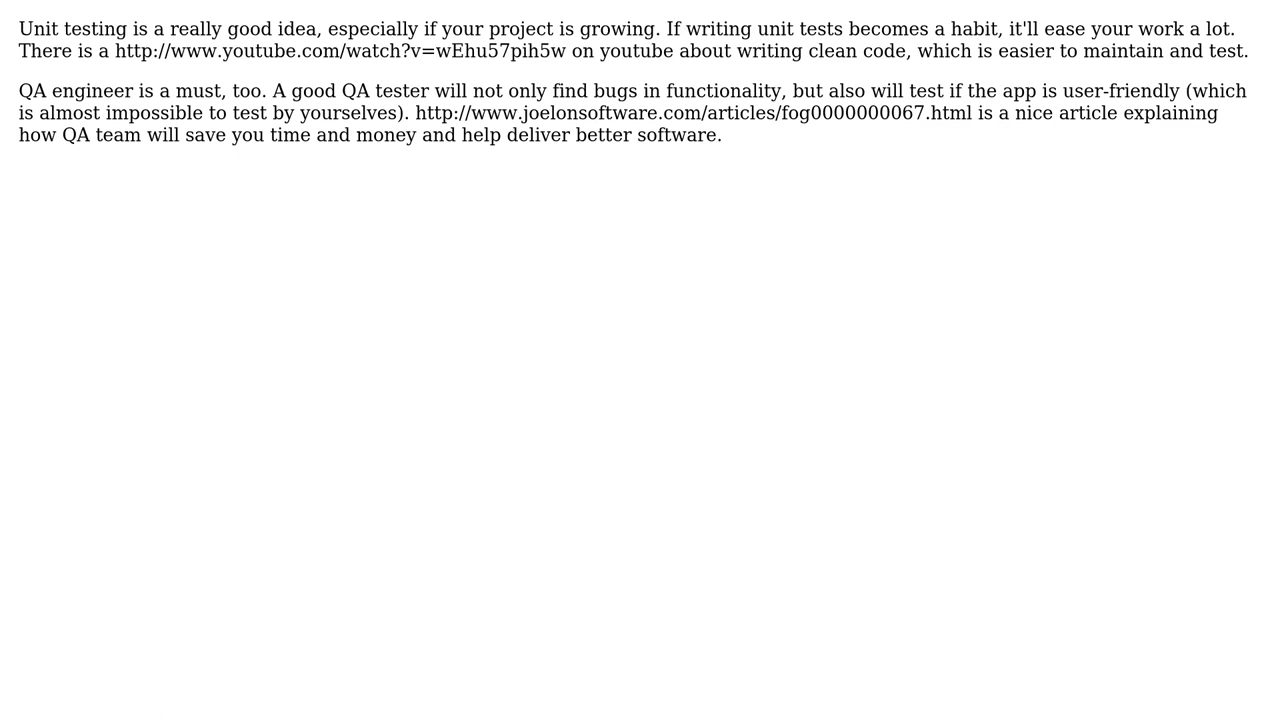 Unit testing is a really good idea, especially if your project is growing. If writing unit tests becomes a habit, it'll ease your work a lot.
There is a http://www.youtube.com/watch?v=wEhu57pih5w on youtube about writing clean code, which is easier to maintain and test.
QA engineer is a must, too. A good QA tester will not only find bugs in functionality, but also will test if the app is user-friendly (which
is almost impossible to test by yourselves). http://www.joelonsoftware.com/articles/fog0000000067.html is a nice article explaining
how QA team will save you time and money and help deliver better software.